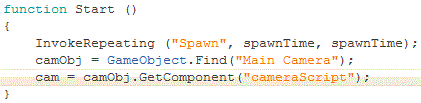 function Start ()
{
InvokeRepeating ("Spawn", spawnTime, spawnTime);
camObj = GameObject.Find("Main Camera");
cam = camObj.GetComponent("cameraScript");
}